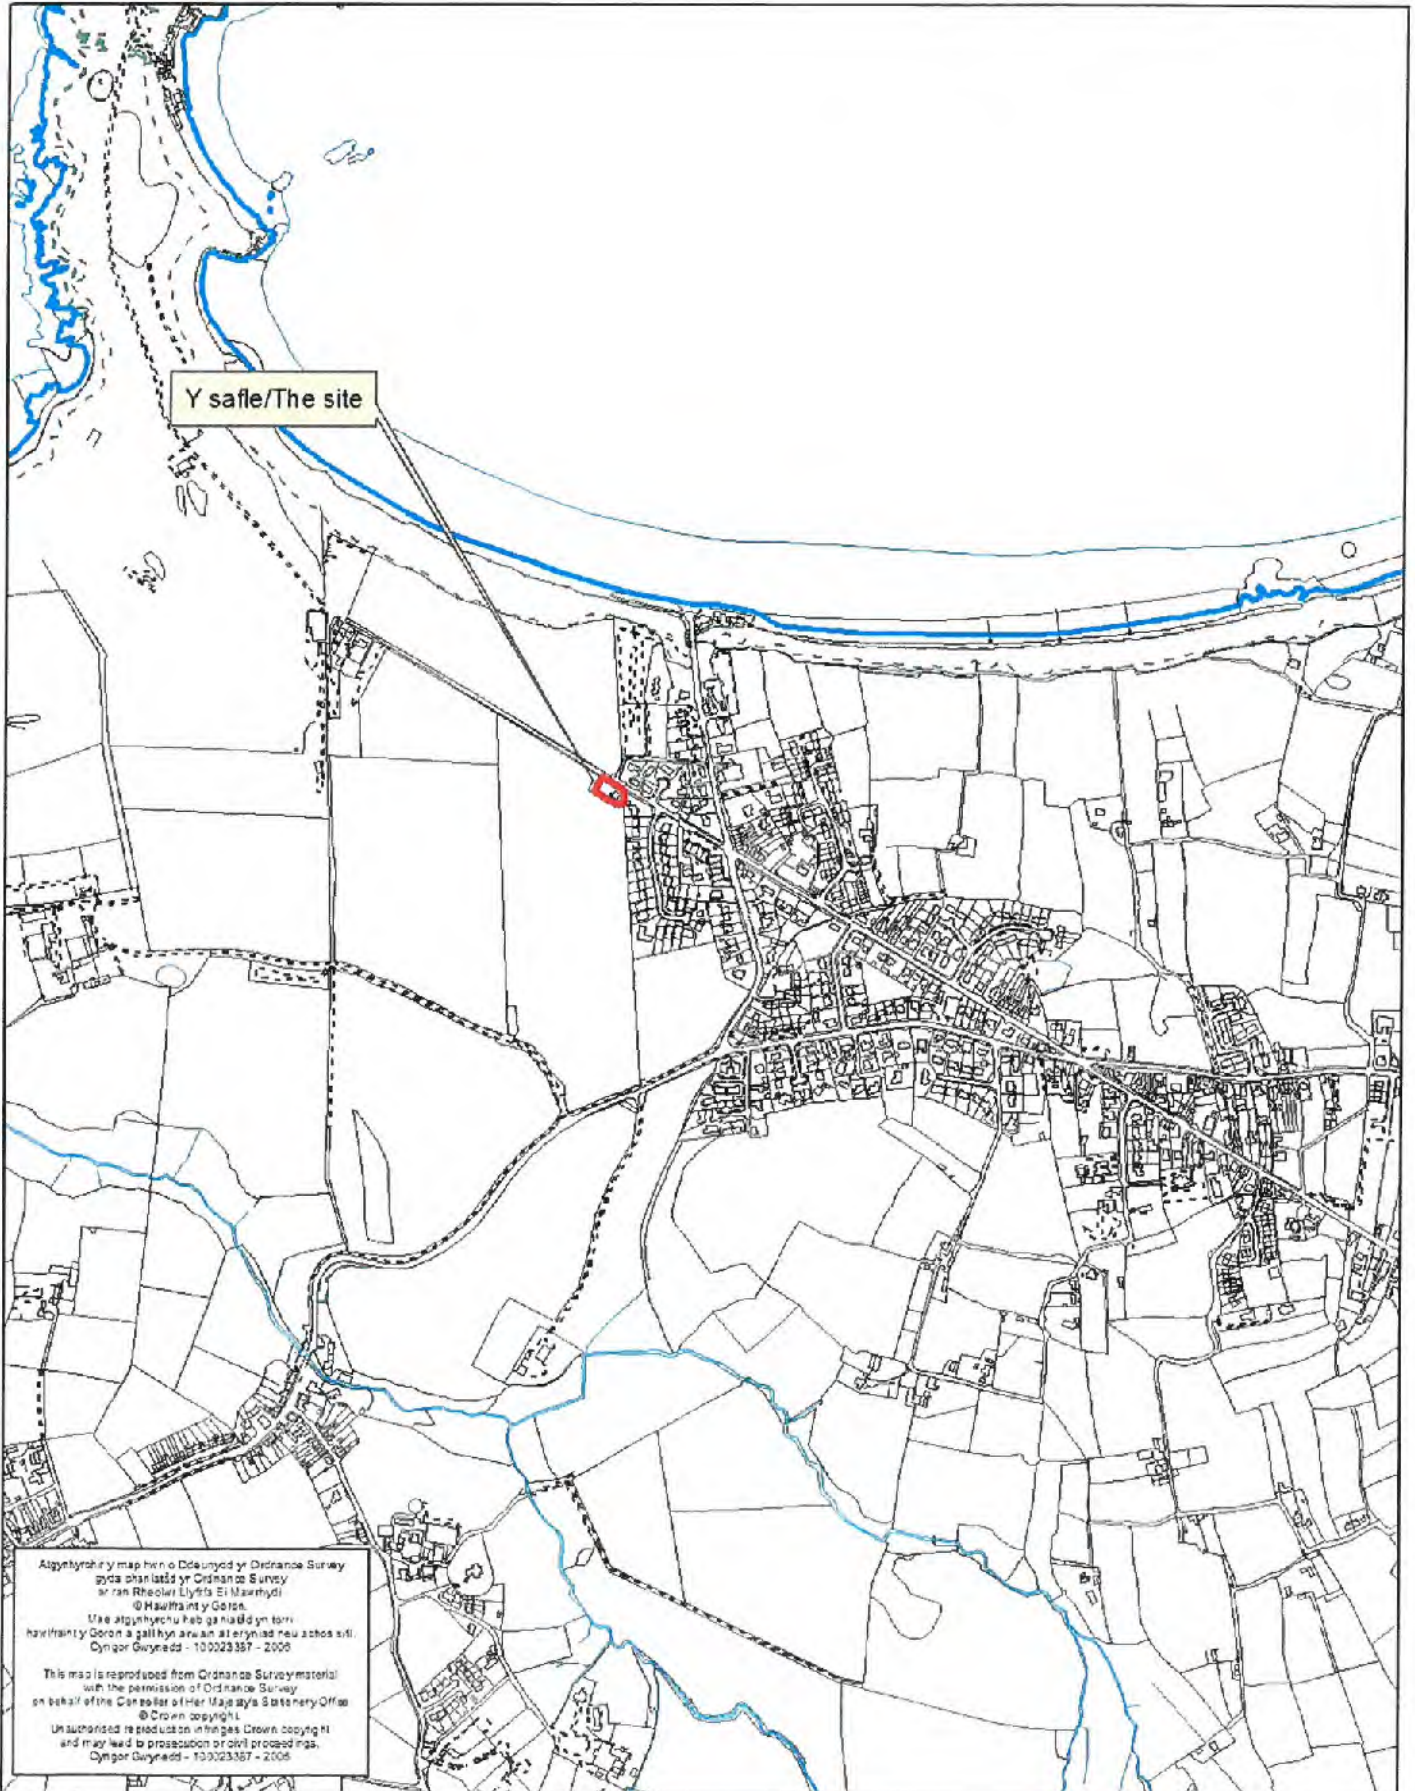 Y safle/The site
Atgynhyrchir y map hwn o Ddeunydd yr Ordnance Survey
gyda chaniatâd yr Ordnance Survey
ar ran Rheolwr Llyfrfa Ei Mawrhydi
© Hawlfraint y Goron.
Mae atgynhyrchu heb ganiatâd yn torri
hawlfraint y Goron a gall hyn arwain at erlyniad neu achos sifil.
Cyngor Gwynedd - 100023387 - 2006
This map is reproduced from Ordnance Survey material
with the permission of Ordnance Survey
on behalf of the Controller of Her Majesty's Stationery Office
© Crown copyright.
Unauthorised reproduction infringes Crown copyright
and may lead to prosecution or civil proceedings.
Cyngor Gwynedd - 100023387 - 2006